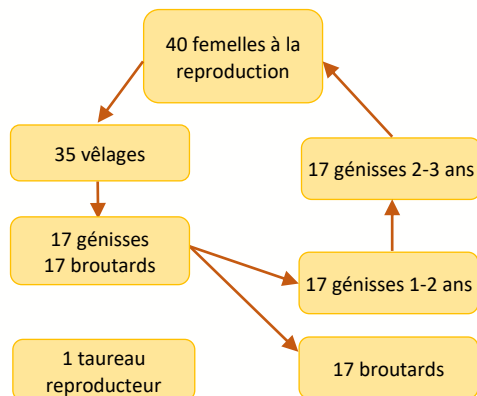 40 femelles à la
reproduction
35 vêlages
17 génisses 2-3 ans
17 génisses
17 broutards
17 génisses 1-2 ans
1 taureau
reproducteur
17 broutards